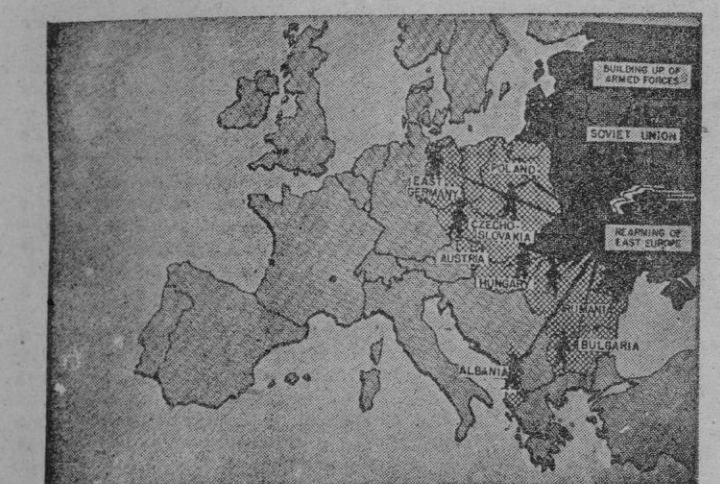 BUILDING UP OF
ARMED FORCES
SOVIET UNION
POLAND
EAST
GERMANY
REARMING OF
EAST EUROPE
CZECHO-
SLOVAKIA
AUSTRIA
HUNGARY
RUMANIA
BULGARIA
ALBANIA